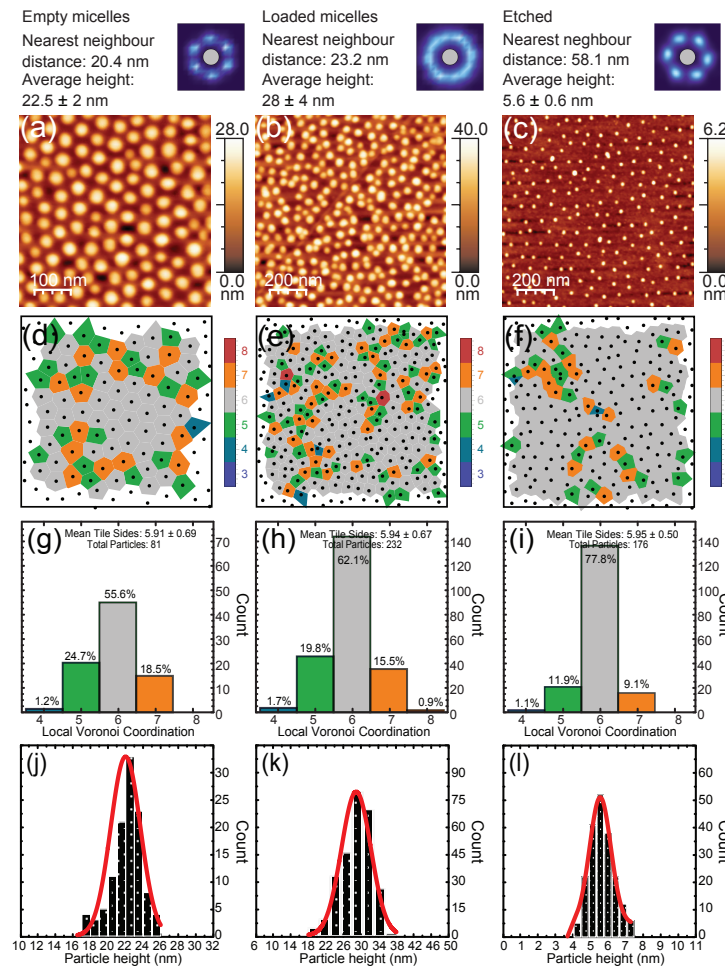 Empty micelles
Nearest neighbour
distance: 20.4 nm
Average height:
22.5 ± 2 nm
Loaded micelles
Nearest neighbour
distance: 23.2 nm
Average height:
28 ± 4 nm
Etched
Nearest neghbour
distance: 58.1 nm
Average height:
5.6 ± 0.6 nm
(a)
28.0
100 nm
0.0
nm
(b)
40.0
200 nm
0.0
nm
(c)
6.2
200 nm
0.0
nm
(d)
8
7
6
5
4
3
(e)
8
7
6
5
4
3
(f)
(g)
Mean Tile Sides: 5.91 ± 0.69
Total Particles: 81
1.2%
24.7%
55.6%
18.5%
70
60
50
40
30
20
10
0
Count
4 5 6 7 8
Local Voronoi Coordination
(h)
Mean Tile Sides: 5.94 ± 0.67
Total Particles: 232
1.7%
19.8%
62.1%
15.5%
0.9%
140
120
100
80
60
40
20
0
Count
4 5 6 7 8
Local Voronoi Coordination
(i)
Mean Tile Sides: 5.95 ± 0.50
Total Particles: 176
1.1%
11.9%
77.8%
9.1%
140
120
100
80
60
40
20
0
Count
4 5 6 7 8
Local Voronoi Coordination
(j)
30
25
20
15
10
5
0
Count
10 12 14 16 18 20 22 24 26 28 30 32
Particle height (nm)
(k)
90
75
60
45
30
15
0
Count
6 10 14 18 22 26 30 34 38 42 46 50
Particle height (nm)
(l)
60
50
40
30
20
10
0
Count
0 1 2 3 4 5 6 7 8 9 10 11
Particle height (nm)